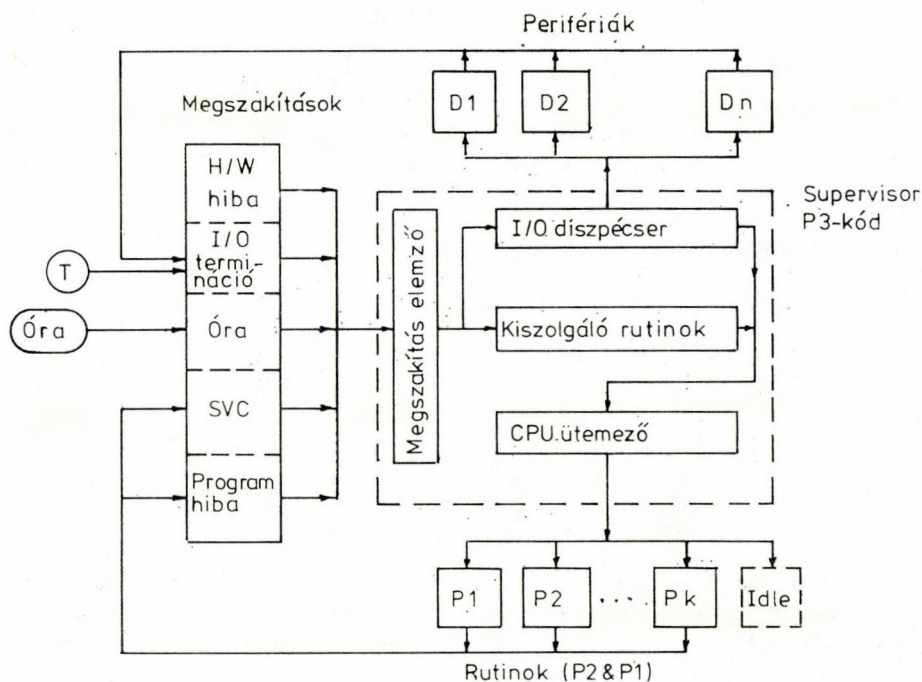 Perifériák
D1
D2
Dn
Megszakítások
H/W
hiba
I/O
termi-
náció
Óra
SVC
Program
hiba
T
Óra
Megszakítás elemző
I/O díszpécser
Kiszolgáló rutinok
CPU.ütemező
Supervisor
P3-kód
P1
P2
...
Pk
Idle
Rutinok (P2&P1)